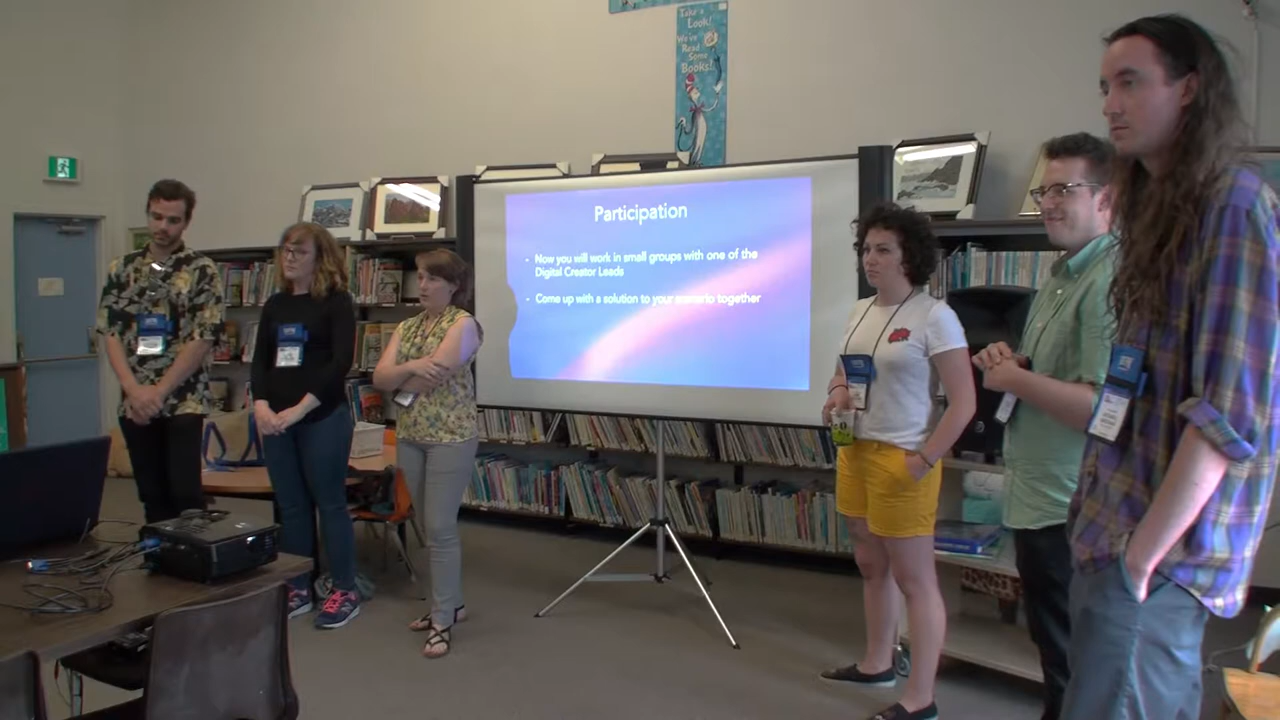 Take a
Look!
We've
Read
Some
Books!
Participation
Now you will work in small groups with one of the
Digital Creator Leads
Come up with a solution to your scenario together